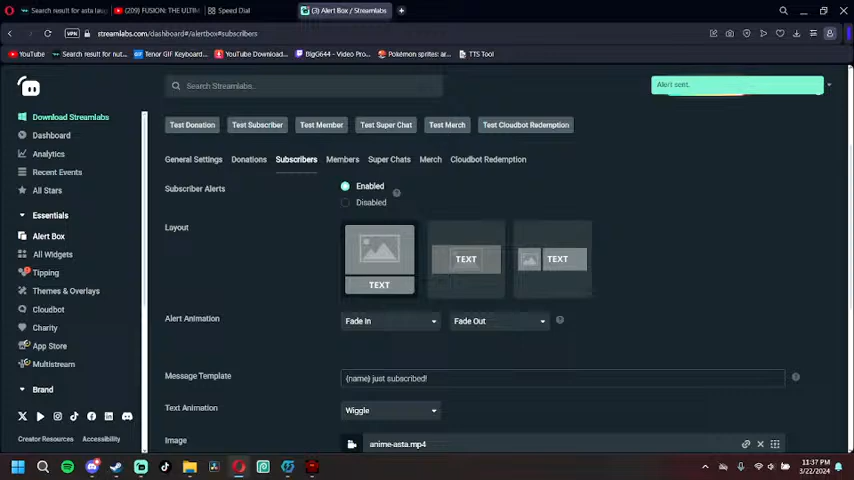 Search result for asta laug
(209) FUSION: THE ULTIM
Speed Dial
(3) Alert Box / Streamlabs
VPN
streamlabs.com/dashboard#/alertbox#subscribers
YouTube
Search result for nut...
Tenor GIF Keyboard...
YouTube Download...
BigG644 - Video Pro...
Pokémon sprites: ar...
TTS Tool
Search Streamlabs...
Alert sent.
Download Streamlabs
Dashboard
Analytics
Recent Events
All Stars
Essentials
Alert Box
All Widgets
Tipping
Themes & Overlays
Cloudbot
Charity
App Store
Multistream
Brand
Creator Resources Accessibility
Test Donation Test Subscriber Test Member Test Super Chat Test Merch Test Cloudbot Redemption
General Settings Donations Subscribers Members Super Chats Merch Cloudbot Redemption
Subscriber Alerts
Enabled
Disabled
Layout
TEXT
TEXT
TEXT
Alert Animation
Fade In
Fade Out
Message Template
{name} just subscribed!
Text Animation
Wiggle
Image
anime-asta.mp4
11:37 PM
3/22/2024